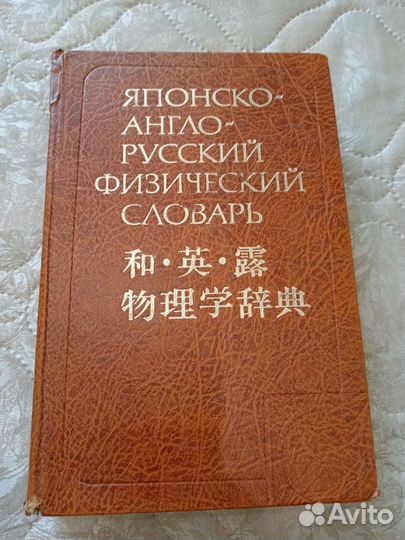 ЯПОНСКО-
АНГЛО-
РУССКИЙ
ФИЗИЧЕСКИЙ
СЛОВАРЬ
和・英・露
物理学辞典
Avito